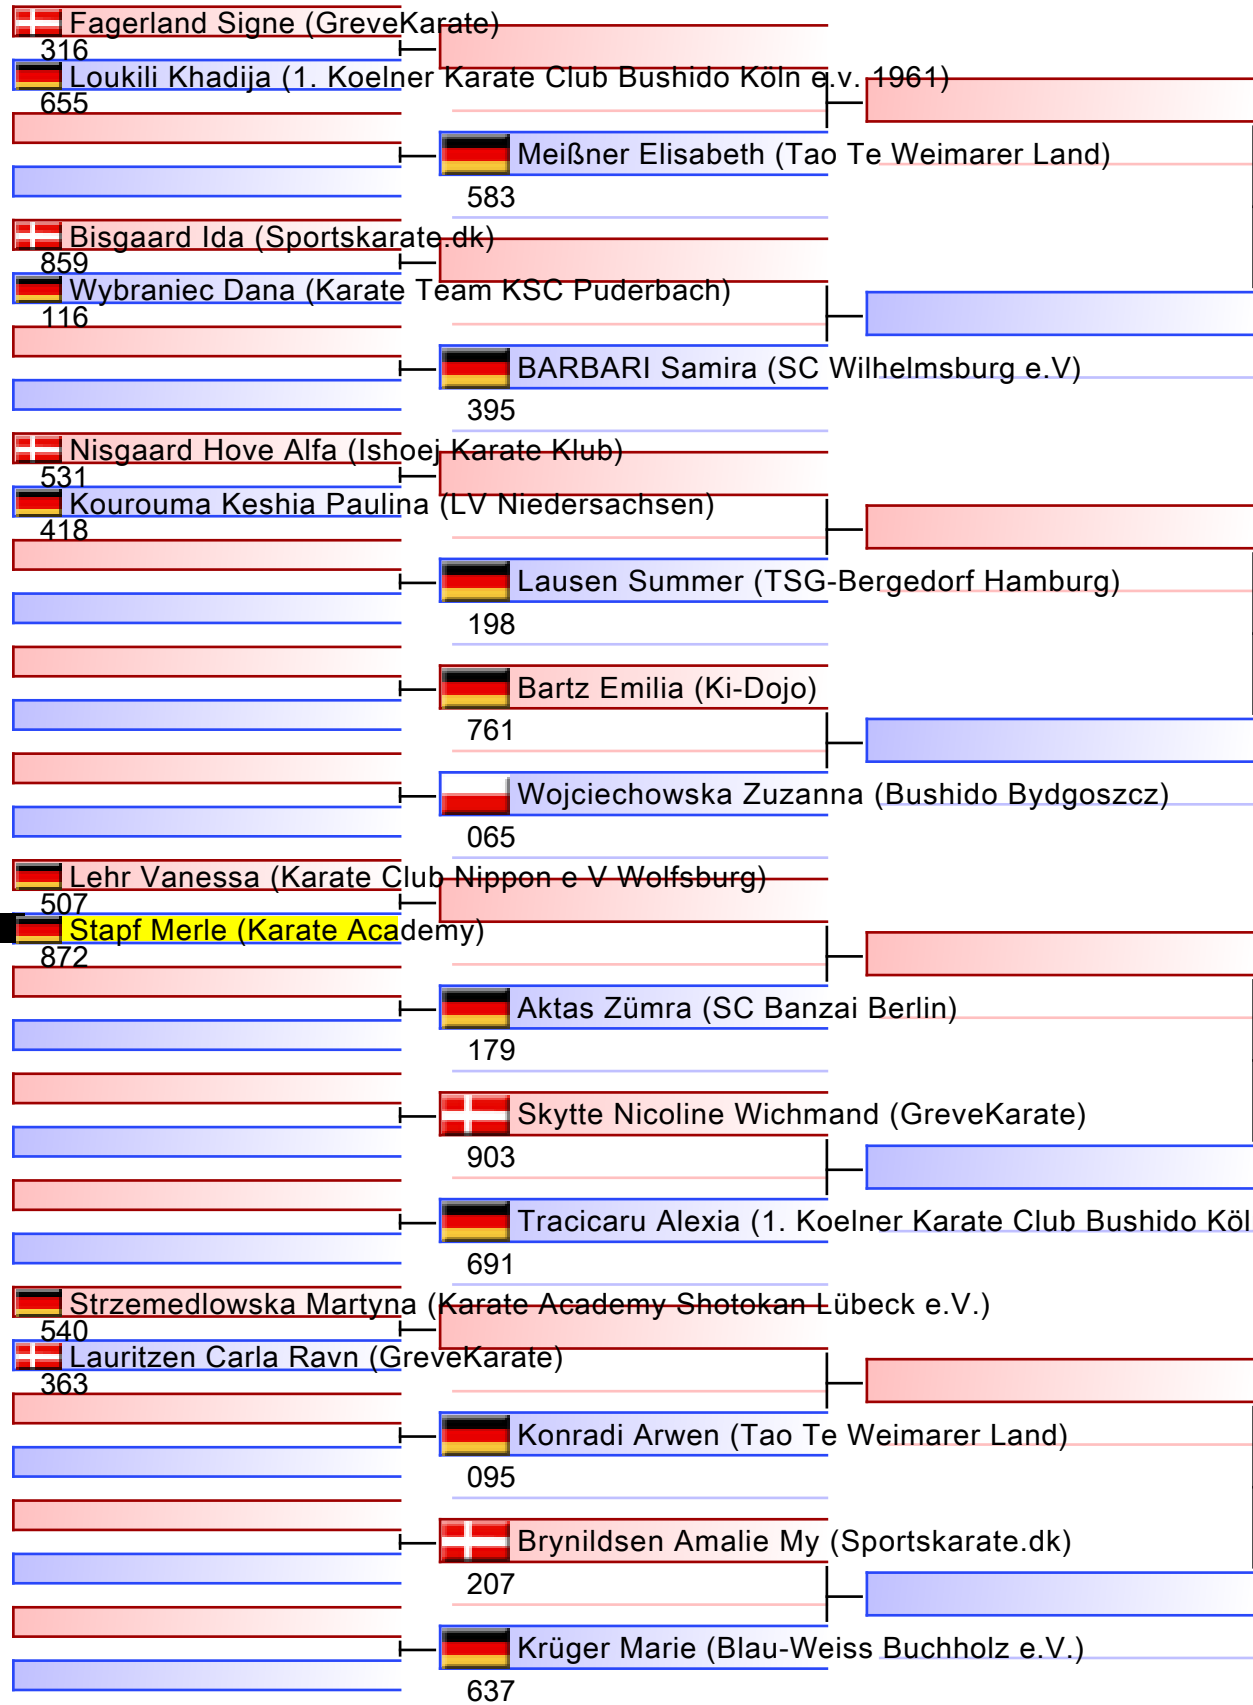 Fagerland Signe (GreveKarate)
316
Loukili Khadija (1. Koelner Karate Club Bushido Köln e.v. 1961)
655
Meißner Elisabeth (Tao Te Weimarer Land)
583
Bisgaard Ida (Sportskarate.dk)
859
Wybraniec Dana (Karate Team KSC Puderbach)
116
BARBARI Samira (SC Wilhelmsburg e.V)
395
Nisgaard Hove Alfa (Ishoej Karate Klub)
531
Kourouma Keshia Paulina (LV Niedersachsen)
418
Lausen Summer (TSG-Bergedorf Hamburg)
198
Bartz Emilia (Ki-Dojo)
761
Wojciechowska Zuzanna (Bushido Bydgoszcz)
065
Lehr Vanessa (Karate Club Nippon e V Wolfsburg)
507
Stapf Merle (Karate Academy)
872
Aktas Zümra (SC Banzai Berlin)
179
Skytte Nicoline Wichmand (GreveKarate)
903
Tracicaru Alexia (1. Koelner Karate Club Bushido Köl
691
Strzemedlowska Martyna (Karate Academy Shotokan Lübeck e.V.)
540
Lauritzen Carla Ravn (GreveKarate)
363
Konradi Arwen (Tao Te Weimarer Land)
095
Brynildsen Amalie My (Sportskarate.dk)
207
Krüger Marie (Blau-Weiss Buchholz e.V.)
637